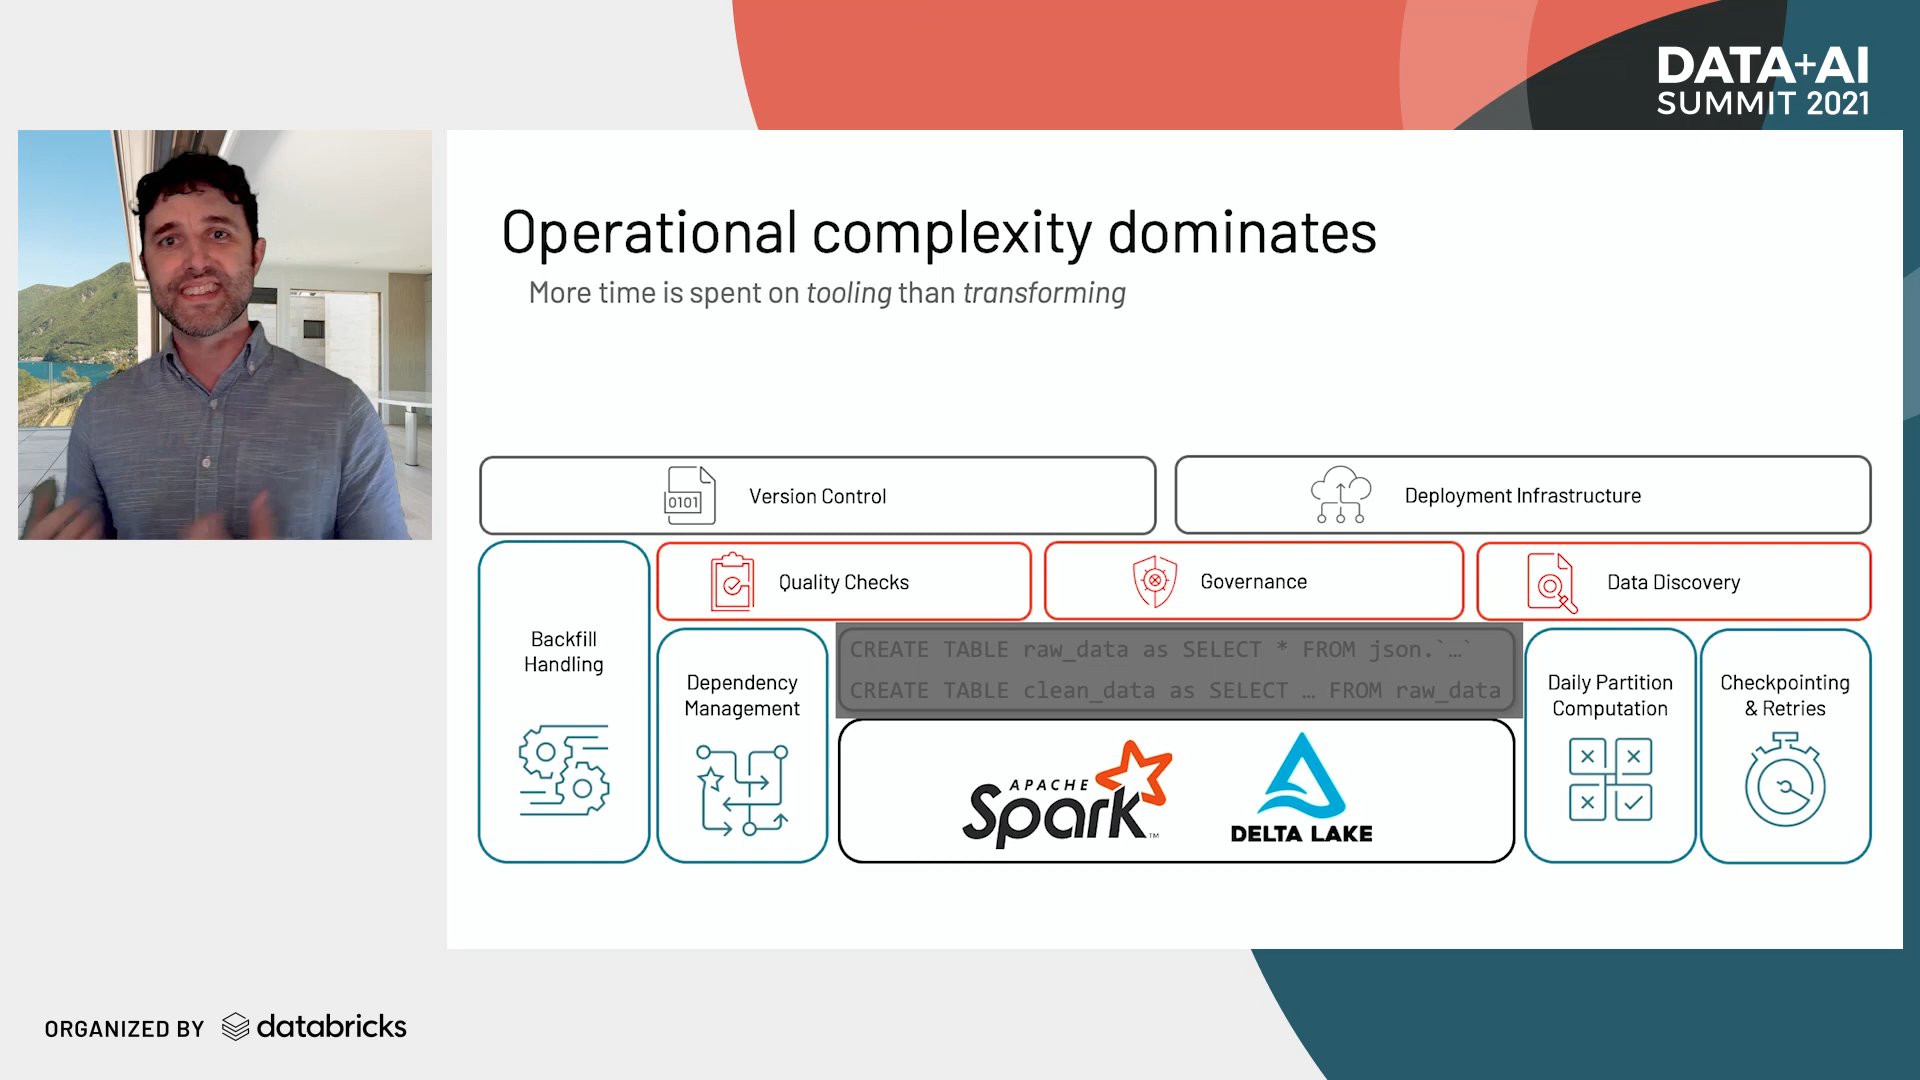 DATA+AI
SUMMIT 2021
Operational complexity dominates
More time is spent on tooling than transforming
0101
Version Control
Deployment Infrastructure
Quality Checks
Governance
Data Discovery
Backfill
Handling
Dependency
Management
CREATE TABLE raw_data as SELECT * FROM json.`…`
CREATE TABLE clean_data as SELECT … FROM raw_data
Daily Partition
Computation
Checkpointing
& Retries
APACHE
Spark™
DELTA LAKE
ORGANIZED BY databricks